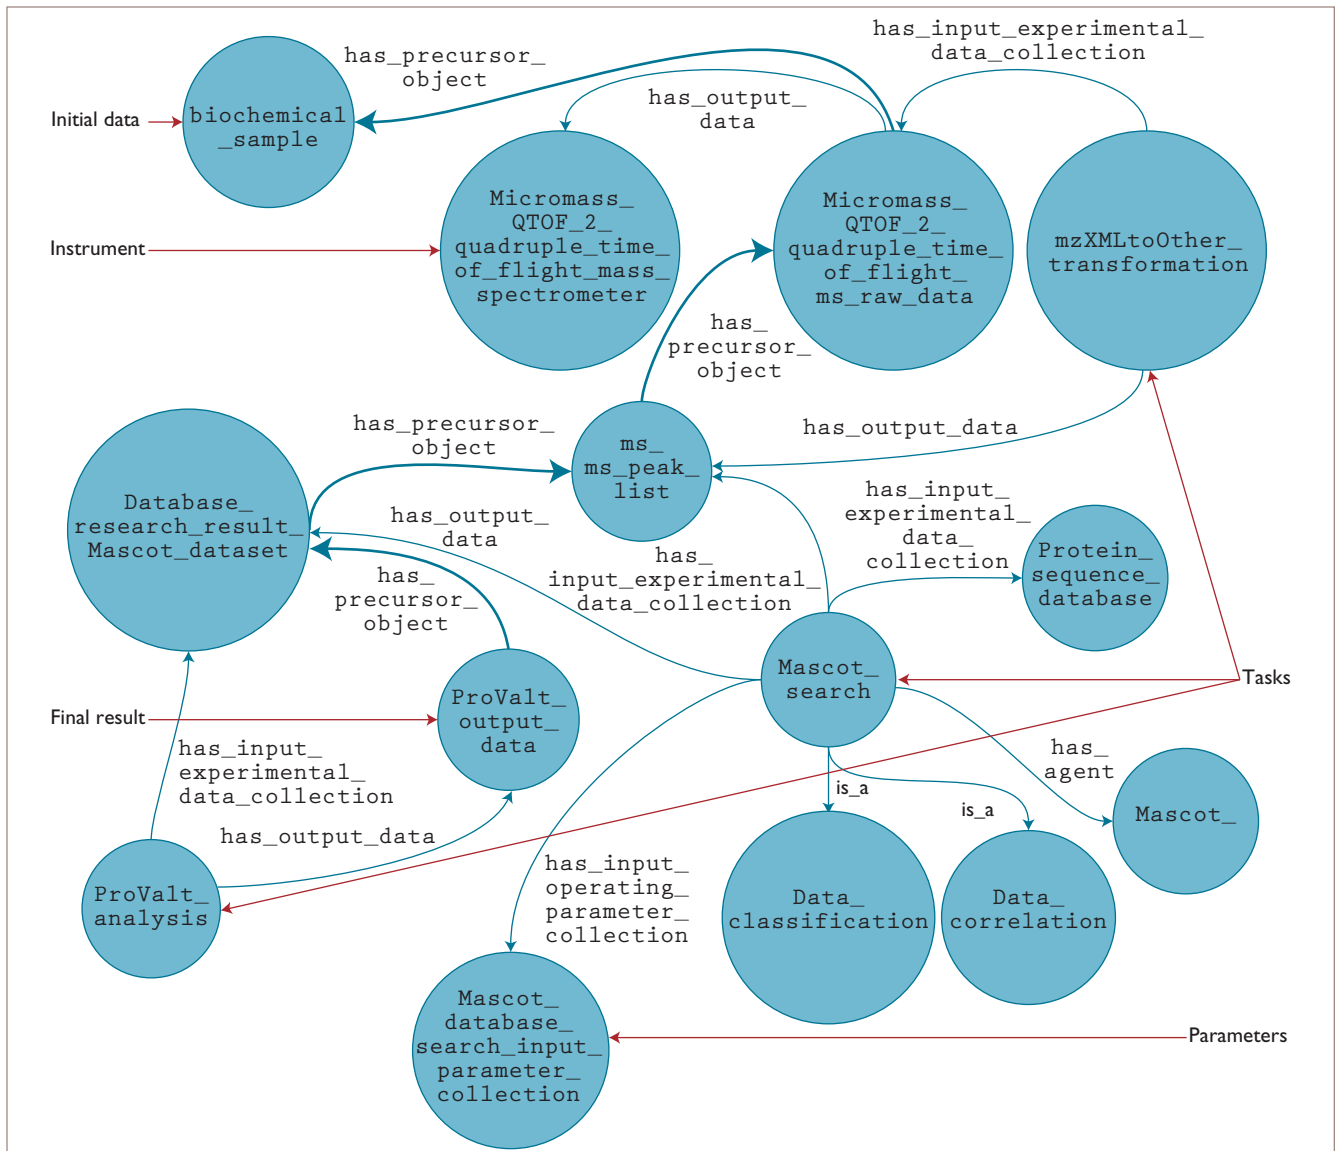 has_input_experimental_
data_collection
has_precursor_
object
has_output_
data
Initial data
biochemical
_sample
Micromass_
QTOF_2_
quadruple_time_
of_flight_mass_
spectrometer
Micromass_
QTOF_2_
quadruple_time_
of_flight_
ms_raw_data
mzXMLtoOther_
transformation
Instrument
has_
precursor_
object
has_precursor_
object
has_output_data
ms_
ms_peak_
list
Database_
research_result_
Mascot_dataset
has_output_
data
has_input_
experimental_
data_
collection
has_
input_experimental_
data_collection
Protein_
sequence_
database
has_
precursor_
object
Mascot_
search
Tasks
Final result
ProValt_
output_
data
has_input_
experimental_
data_collection
has_
agent
is_a
is_a
Mascot_
has_output_data
has_input_
operating_
parameter_
collection
ProValt_
analysis
Data_
classification
Data_
correlation
Mascot_
database_
search_input_
parameter_
collection
Parameters